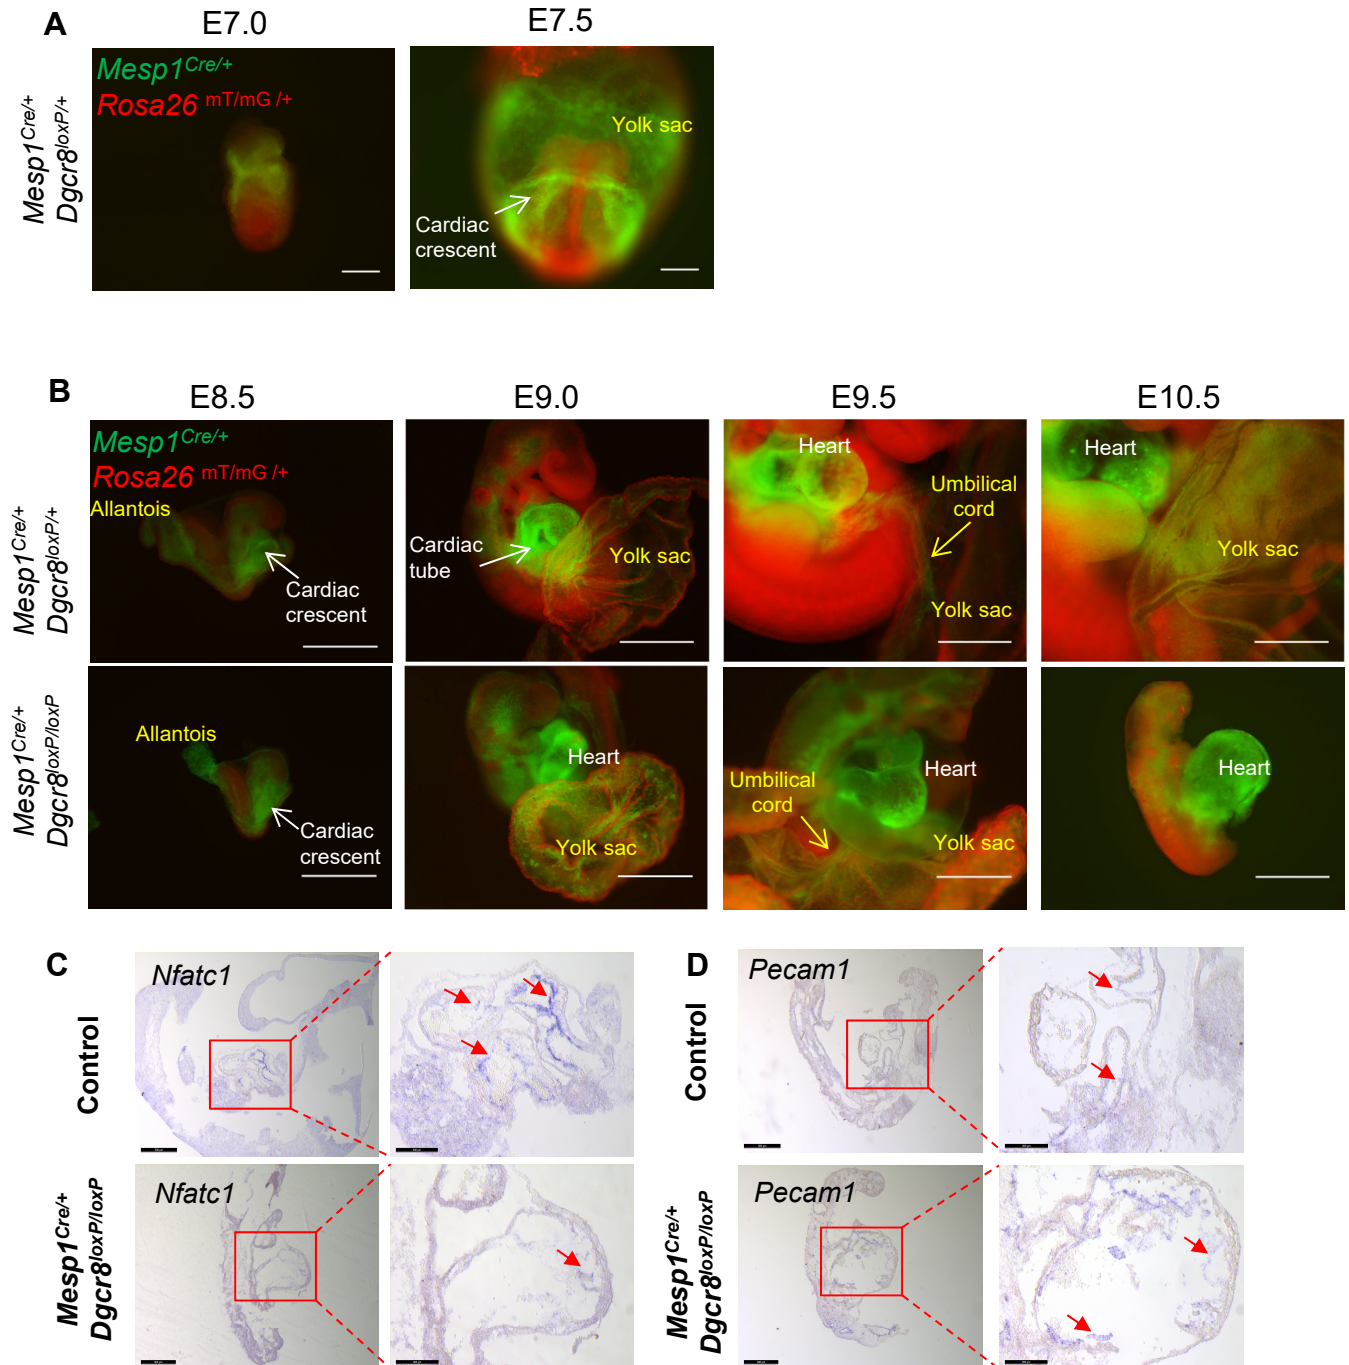 A
E7.0
E7.5
Mesp1Cre/+
Dgcr8loxP/+
Mesp1Cre/+
Rosa26 mT/mG /+
Yolk sac
Cardiac
crescent
B
E8.5
E9.0
E9.5
E10.5
Mesp1Cre/+
Dgcr8loxP/+
Mesp1Cre/+
Rosa26 mT/mG /+
Allantois
Cardiac
crescent
Cardiac
tube
Yolk sac
Heart
Umbilical
cord
Yolk sac
Heart
Yolk sac
Mesp1Cre/+
Dgcr8loxP/loxP
Allantois
Cardiac
crescent
Heart
Yolk sac
Umbilical
cord
Heart
Yolk sac
Heart
C
Control
Nfatc1
Mesp1Cre/+
Dgcr8loxP/loxP
Nfatc1
D
Control
Pecam1
Mesp1Cre/+
Dgcr8loxP/loxP
Pecam1